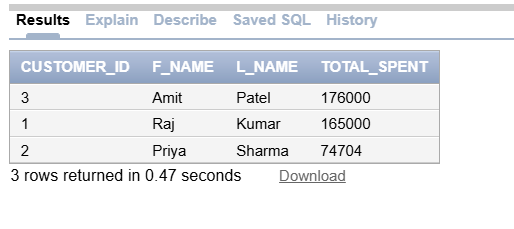 Results Explain Describe Saved SQL History
CUSTOMER_ID F_NAME L_NAME TOTAL_SPENT
3 Amit Patel 176000
1 Raj Kumar 165000
2 Priya Sharma 74704
3 rows returned in 0.47 seconds Download